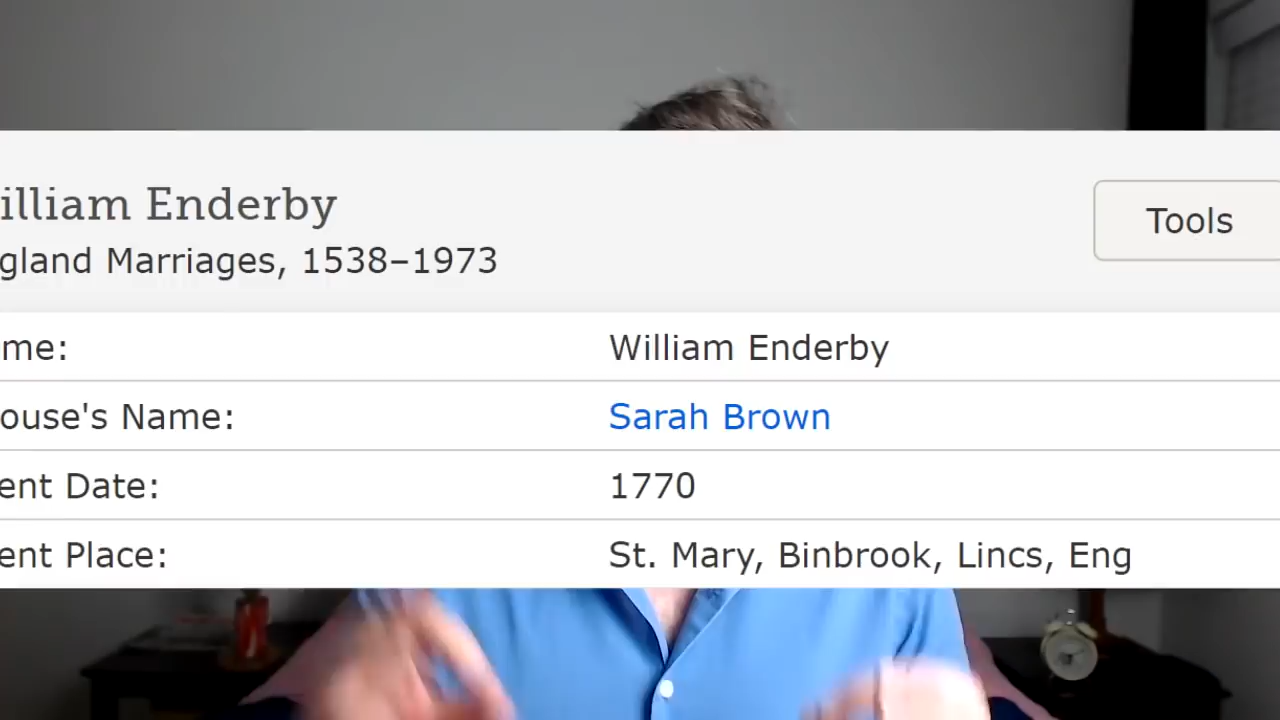 illiam Enderby
Tools
gland Marriages, 1538–1973
me: William Enderby
ouse's Name: Sarah Brown
ent Date: 1770
ent Place: St. Mary, Binbrook, Lincs, Eng